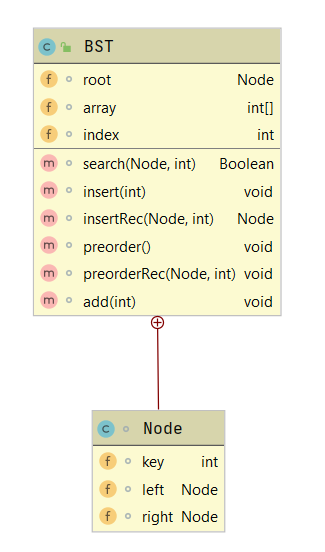 C BST
f root Node
f array int[]
f index int
m search(Node, int) Boolean
m insert(int) void
m insertRec(Node, int) Node
m preorder() void
m preorderRec(Node, int) void
m add(int) void
C Node
f key int
f left Node
f right Node